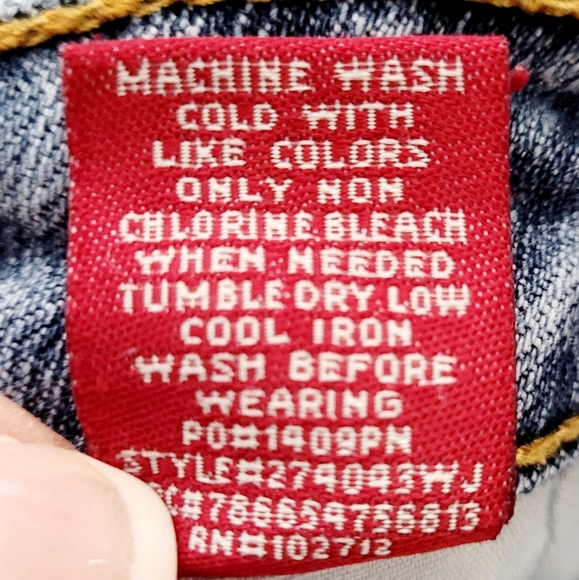 MACHINE WASH
COLD WITH
LIKE COLORS
ONLY NON
CHLORINE BLEACH
WHEN NEEDED
TUMBLE DRY LOW
COOL IRON
WASH BEFORE
WEARING
PO#1409PN
STYLE#274043WJ
RN#102712